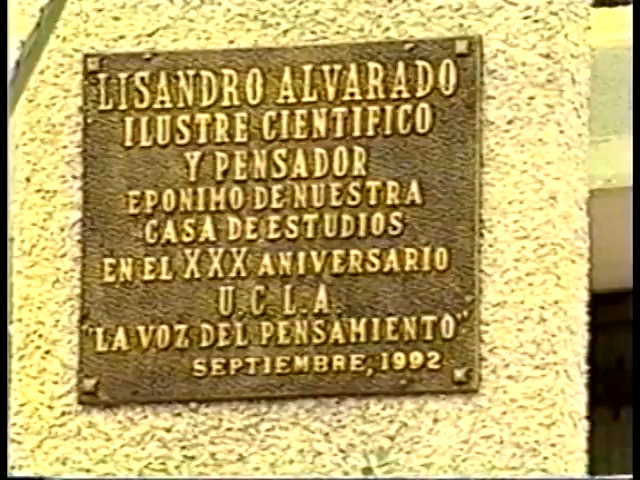 LISANDRO ALVARADO
ILUSTRE CIENTIFICO
Y PENSADOR
EPONIMO DE NUESTRA
CASA DE ESTUDIOS
EN EL XXX ANIVERSARIO
U.C.L.A.
"LA VOZ DEL PENSAMIENTO"
SEPTIEMBRE, 1992